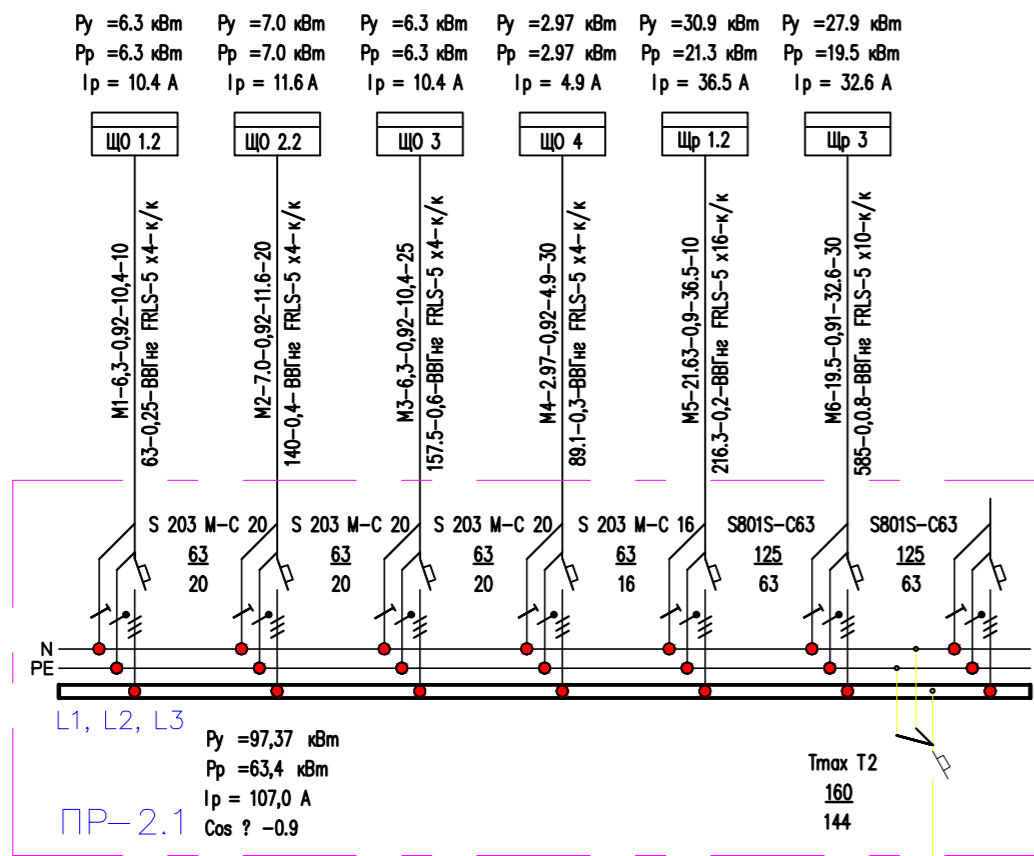 Ру =6.3 кВт Ру =7.0 кВт Ру =6.3 кВт Ру =2.97 кВт Ру =30.9 кВт Ру =27.9 кВт
Рр =6.3 кВт Рр =7.0 кВт Рр =6.3 кВт Рр =2.97 кВт Рр =21.3 кВт Рр =19.5 кВт
Iр = 10.4 А Iр = 11.6 А Iр = 10.4 А Iр = 4.9 А Iр = 36.5 А Iр = 32.6 А
ЩО 1.2 ЩО 2.2 ЩО 3 ЩО 4 Щр 1.2 Щр 3
М1-6,3-0,92-10,4-10
63-0,25-ВВГнг FRLS-5 х4-к/к
М2-7.0-0,92-11.6-20
140-0,4-ВВГнг FRLS-5 х4-к/к
М3-6,3-0,92-10,4-25
157.5-0,6-ВВГнг FRLS-5 х4-к/к
М4-2.97-0,92-4.9-30
89.1-0,3-ВВГнг FRLS-5 х4-к/к
М5-21.63-0,9-36.5-10
216.3-0,2-ВВГнг FRLS-5 х16-к/к
М6-19.5-0,91-32.6-30
585-0,0.8-ВВГнг FRLS-5 х10-к/к
S 203 M-C 20 S 203 M-C 20 S 203 M-C 20 S 203 M-C 16 S801S-C63 S801S-C63
63 63 63 63 125 125
20 20 20 16 63 63
N
PE
L1, L2, L3
Ру =97,37 кВт
Рр =63,4 кВт
Iр = 107,0 А
Cos ? -0.9
ПР-2.1
Tmax T2
160
144